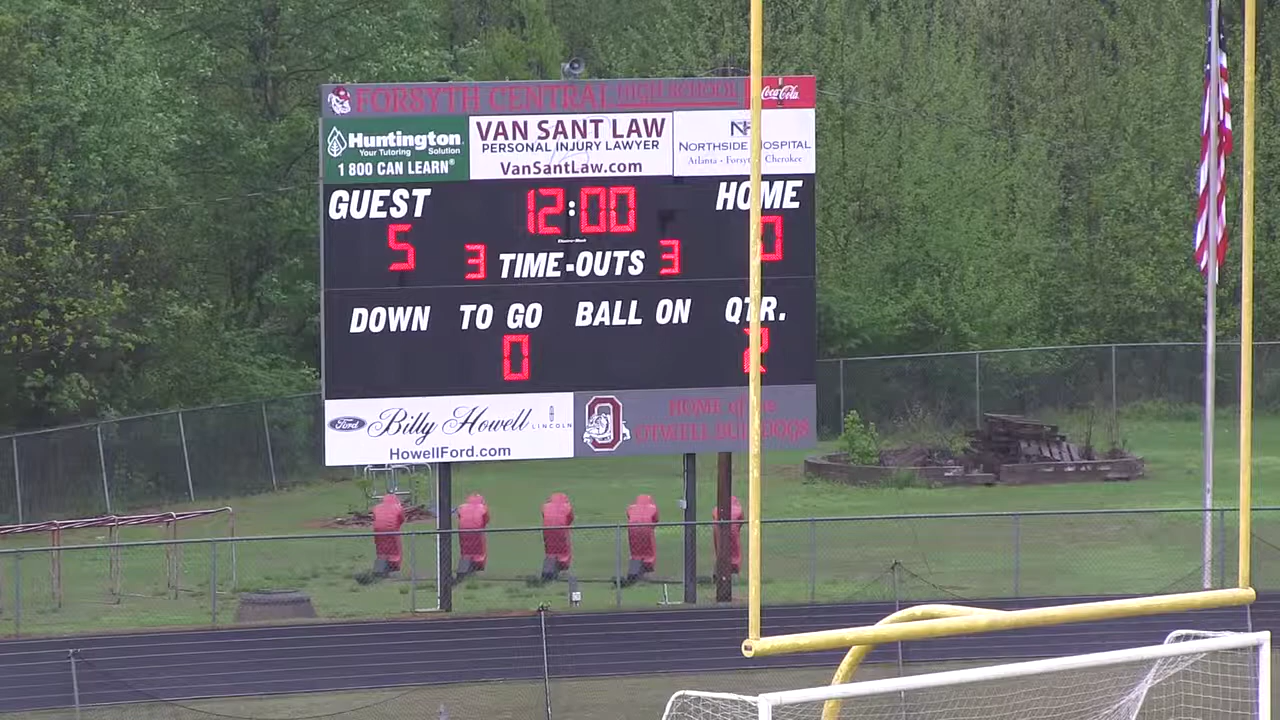 FORSYTH CENTRAL HIGH SCHOOL
Coca-Cola
Huntington
Your Tutoring Solution
1 800 CAN LEARN®
VAN SANT LAW
PERSONAL INJURY LAWYER
VanSantLaw.com
NH
NORTHSIDE HOSPITAL
Atlanta - Forsyth Cherokee
GUEST 12:00 HOME
5 3 TIME-OUTS 3 0
DOWN TO GO BALL ON QTR.
0 2
Ford Billy Howell LINCOLN
HowellFord.com
O
HOME of the
OTWELL BULLDOGS